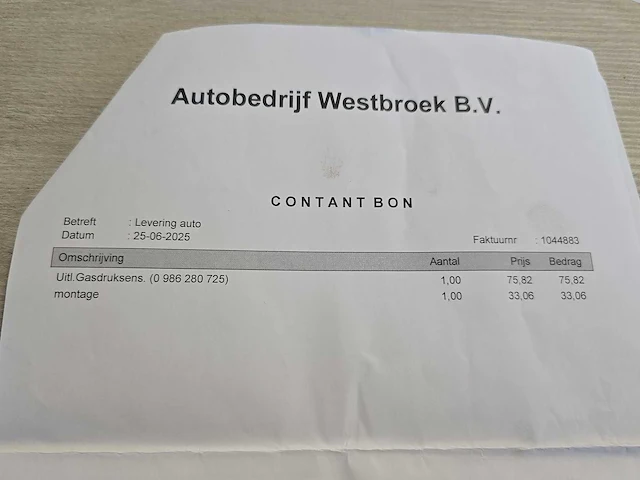 Autobedrijf Westbroek B.V.
CONTANT BON
Betreft : Levering auto
Datum : 25-06-2025
Faktuurnr : 1044883
Omschrijving Aantal Prijs Bedrag
Uitl.Gasdruksens. (0 986 280 725) 1,00 75,82 75,82
montage 1,00 33,06 33,06